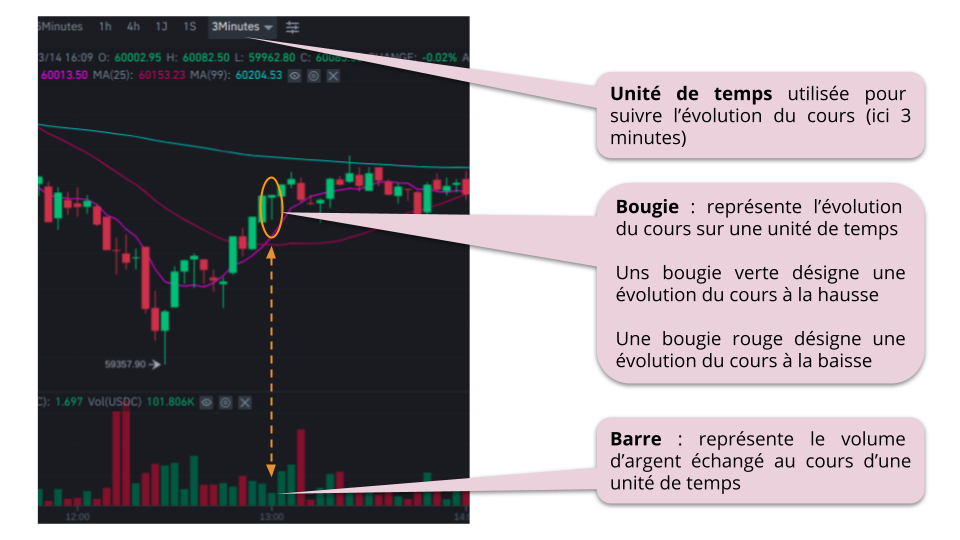 5Minutes 1h 4h 1J 1S 3Minutes
3/14 16:09 O: 60002.95 H: 60082.50 L: 59962.80 C: CHANGE: -0.02% A
60013.50 MA(25): 60153.23 MA(99): 60204.53
59357.90
C): 1.697 Vol(USDC) 101.806K
12:00 13:00 14:
Unité de temps utilisée pour
suivre l'évolution du cours (ici 3
minutes)
Bougie : représente l'évolution
du cours sur une unité de temps
Uns bougie verte désigne une
évolution du cours à la hausse
Une bougie rouge désigne une
évolution du cours à la baisse
Barre : représente le volume
d'argent échangé au cours d'une
unité de temps